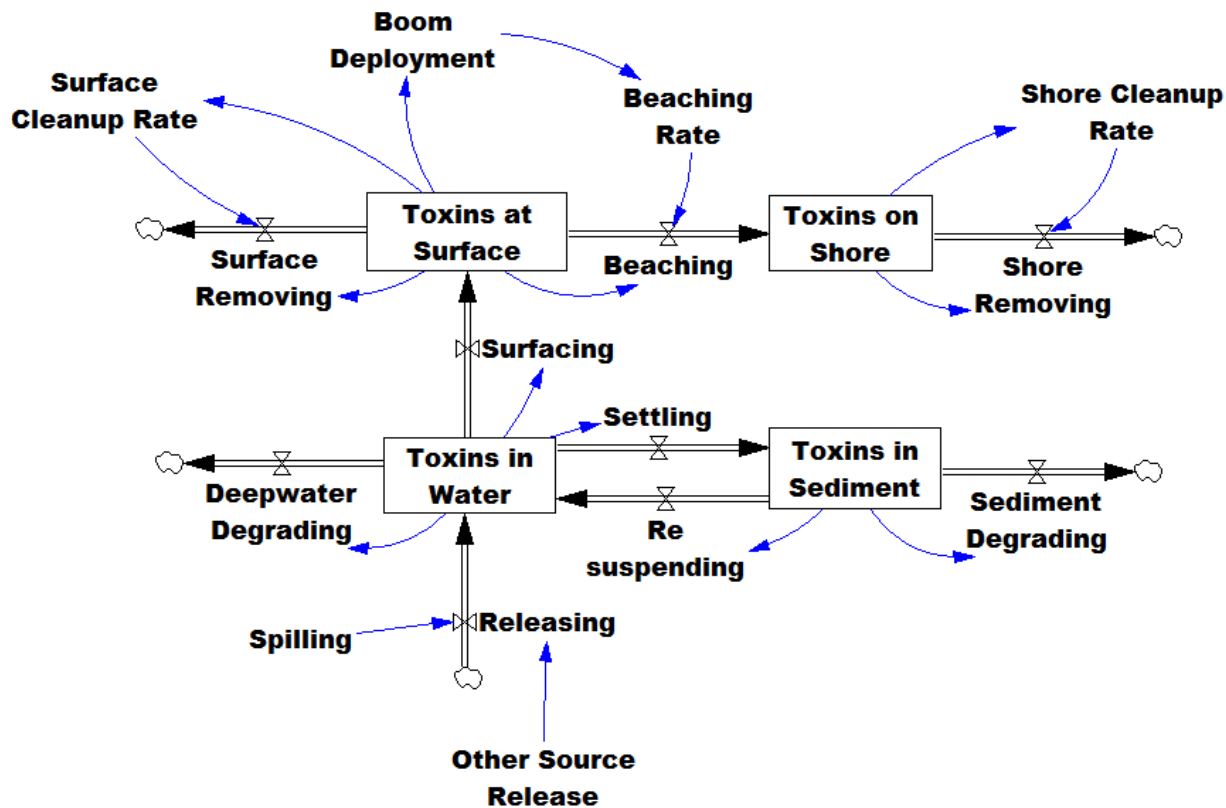 Boom
Deployment
Surface
Cleanup Rate
Beaching
Rate
Shore Cleanup
Rate
Toxins at
Surface
Toxins on
Shore
Surface
Removing
Beaching
Shore
Removing
Surfacing
Settling
Toxins in
Water
Toxins in
Sediment
Deepwater
Degrading
Re
suspending
Sediment
Degrading
Spilling
Releasing
Other Source
Release